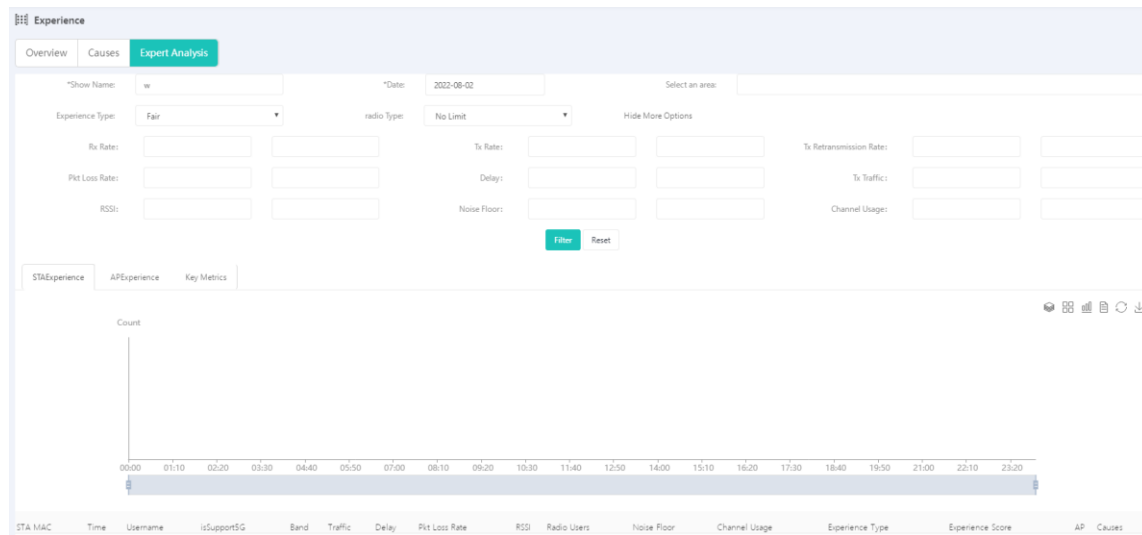 Experience
Overview Causes Expert Analysis
*Show Name: w *Date: 2022-08-02 Select an area:
Experience Type: Fair radio Type: No Limit Hide More Options
Rx Rate: Tx Rate: Tx Retransmission Rate:
Pkt Loss Rate: Delay: Tx Traffic:
RSSI: Noise Floor: Channel Usage:
Filter Reset
STAExperience APExperience Key Metrics
Count
00:00 01:10 02:20 03:30 04:40 05:50 07:00 08:10 09:20 10:30 11:40 12:50 14:00 15:10 16:20 17:30 18:40 19:50 21:00 22:10 23:20
STA MAC Time Username isSupport5G Band Traffic Delay Pkt Loss Rate RSSI Radio Users Noise Floor Channel Usage Experience Type Experience Score AP Causes